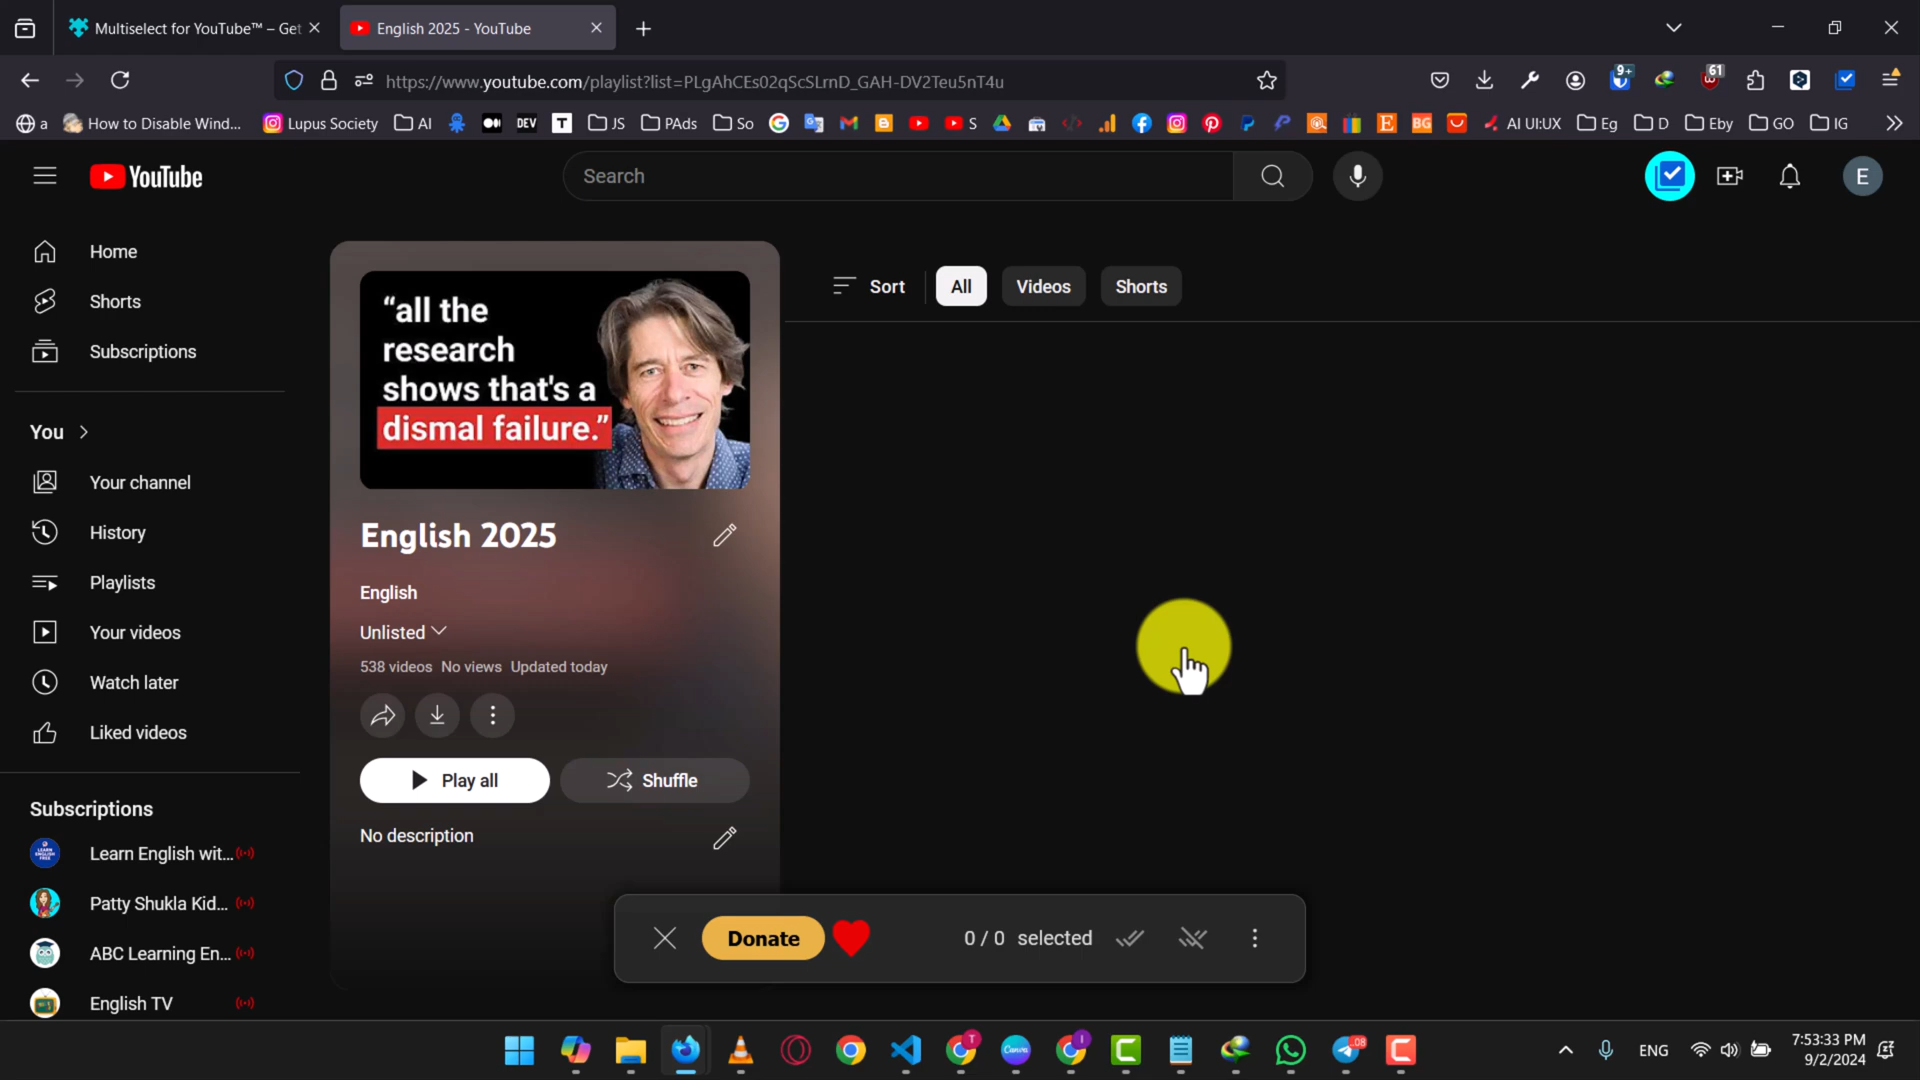 Multiselect for YouTube™ – Get
English 2025 - YouTube
https://www.youtube.com/playlist?list=PLgAhCEs02qScSLrnD_GAH-DV2Teu5nT4u
9+
61
a
How to Disable Wind...
Lupus Society
AI
DEV
T
JS
PAds
So
S
AI UI:UX
Eg
D
Eby
GO
IG
BG
YouTube
Search
E
Home
Shorts
Subscriptions
You
Your channel
History
Playlists
Your videos
Watch later
Liked videos
Subscriptions
Learn English wit...
Patty Shukla Kid...
ABC Learning En...
English TV
“all the
research
shows that's a
dismal failure.”
English 2025
English
Unlisted
538 videos No views Updated today
Play all
Shuffle
No description
Sort
All
Videos
Shorts
Donate
0 / 0 selected
T
Canva
I
08
ENG
7:53:33 PM
9/2/2024